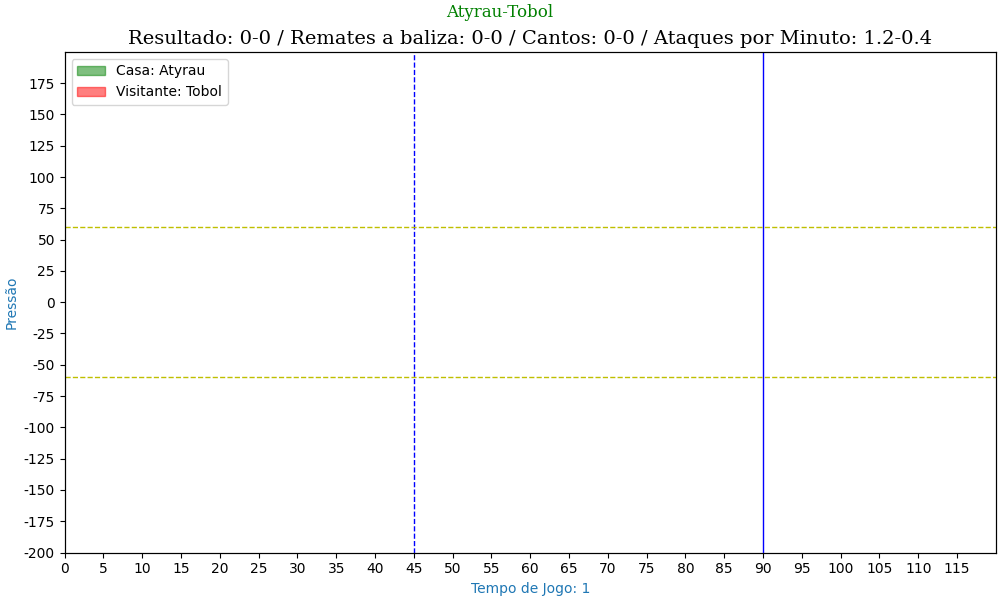 Atyrau-Tobol
Resultado: 0-0 / Remates a baliza: 0-0 / Cantos: 0-0 / Ataques por Minuto: 1.2-0.4
Casa: Atyrau
Visitante: Tobol
Pressão
175
150
125
100
75
50
25
0
-25
-50
-75
-100
-125
-150
-175
-200
0 5 10 15 20 25 30 35 40 45 50 55 60 65 70 75 80 85 90 95 100 105 110 115
Tempo de Jogo: 1